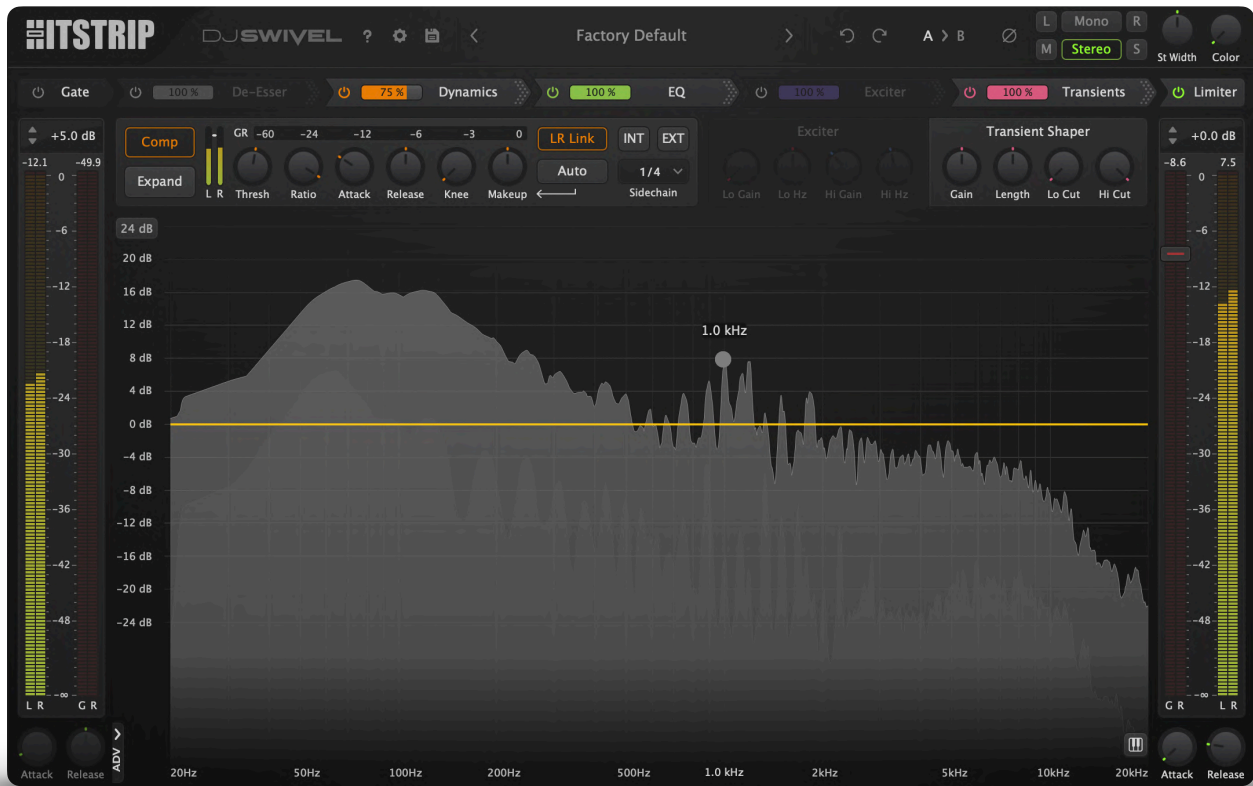 HITSTRIP DJSWIVEL ? < Factory Default > A > B Ø L Mono R
M Stereo S
St Width Color
Gate 100 % De-Esser 75 % Dynamics 100 % EQ 100 % Exciter 100 % Transients Limiter
+5.0 dB
-12.1 -49.9
0
-6
-12
-18
-24
-30
-36
-42
-48
-∞
L R G R
Attack Release
ADV
Comp
Expand
GR -60 -24 -12 -6 -3 0
L R Thresh Ratio Attack Release Knee Makeup
LR Link INT EXT
Auto 1/4
Sidechain
Exciter
Lo Gain Lo Hz Hi Gain Hi Hz
Transient Shaper
Gain Length Lo Cut Hi Cut
24 dB
20 dB
16 dB
12 dB
8 dB
4 dB
0 dB
-4 dB
-8 dB
-12 dB
-16 dB
-20 dB
-24 dB
1.0 kHz
20Hz 50Hz 100Hz 200Hz 500Hz 1.0 kHz 2kHz 5kHz 10kHz 20kHz
+0.0 dB
-8.6 7.5
0
-6
-12
-18
-24
-30
-36
-42
-48
-∞
G R L R
Attack Release